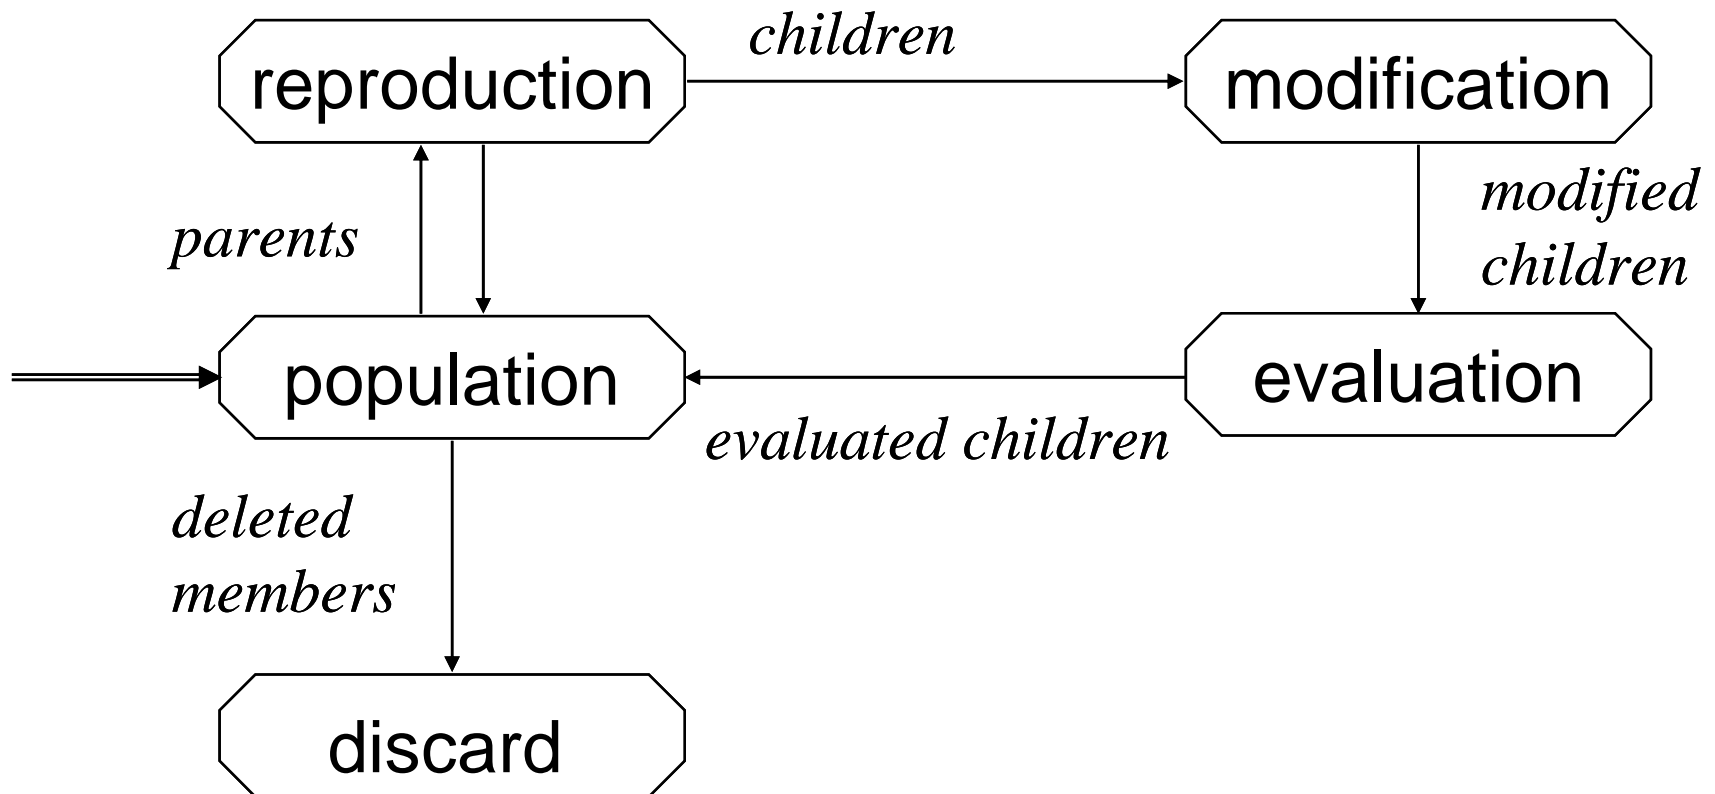 children
reproduction
modification
modified
children
parents
population
evaluation
evaluated children
deleted
members
discard